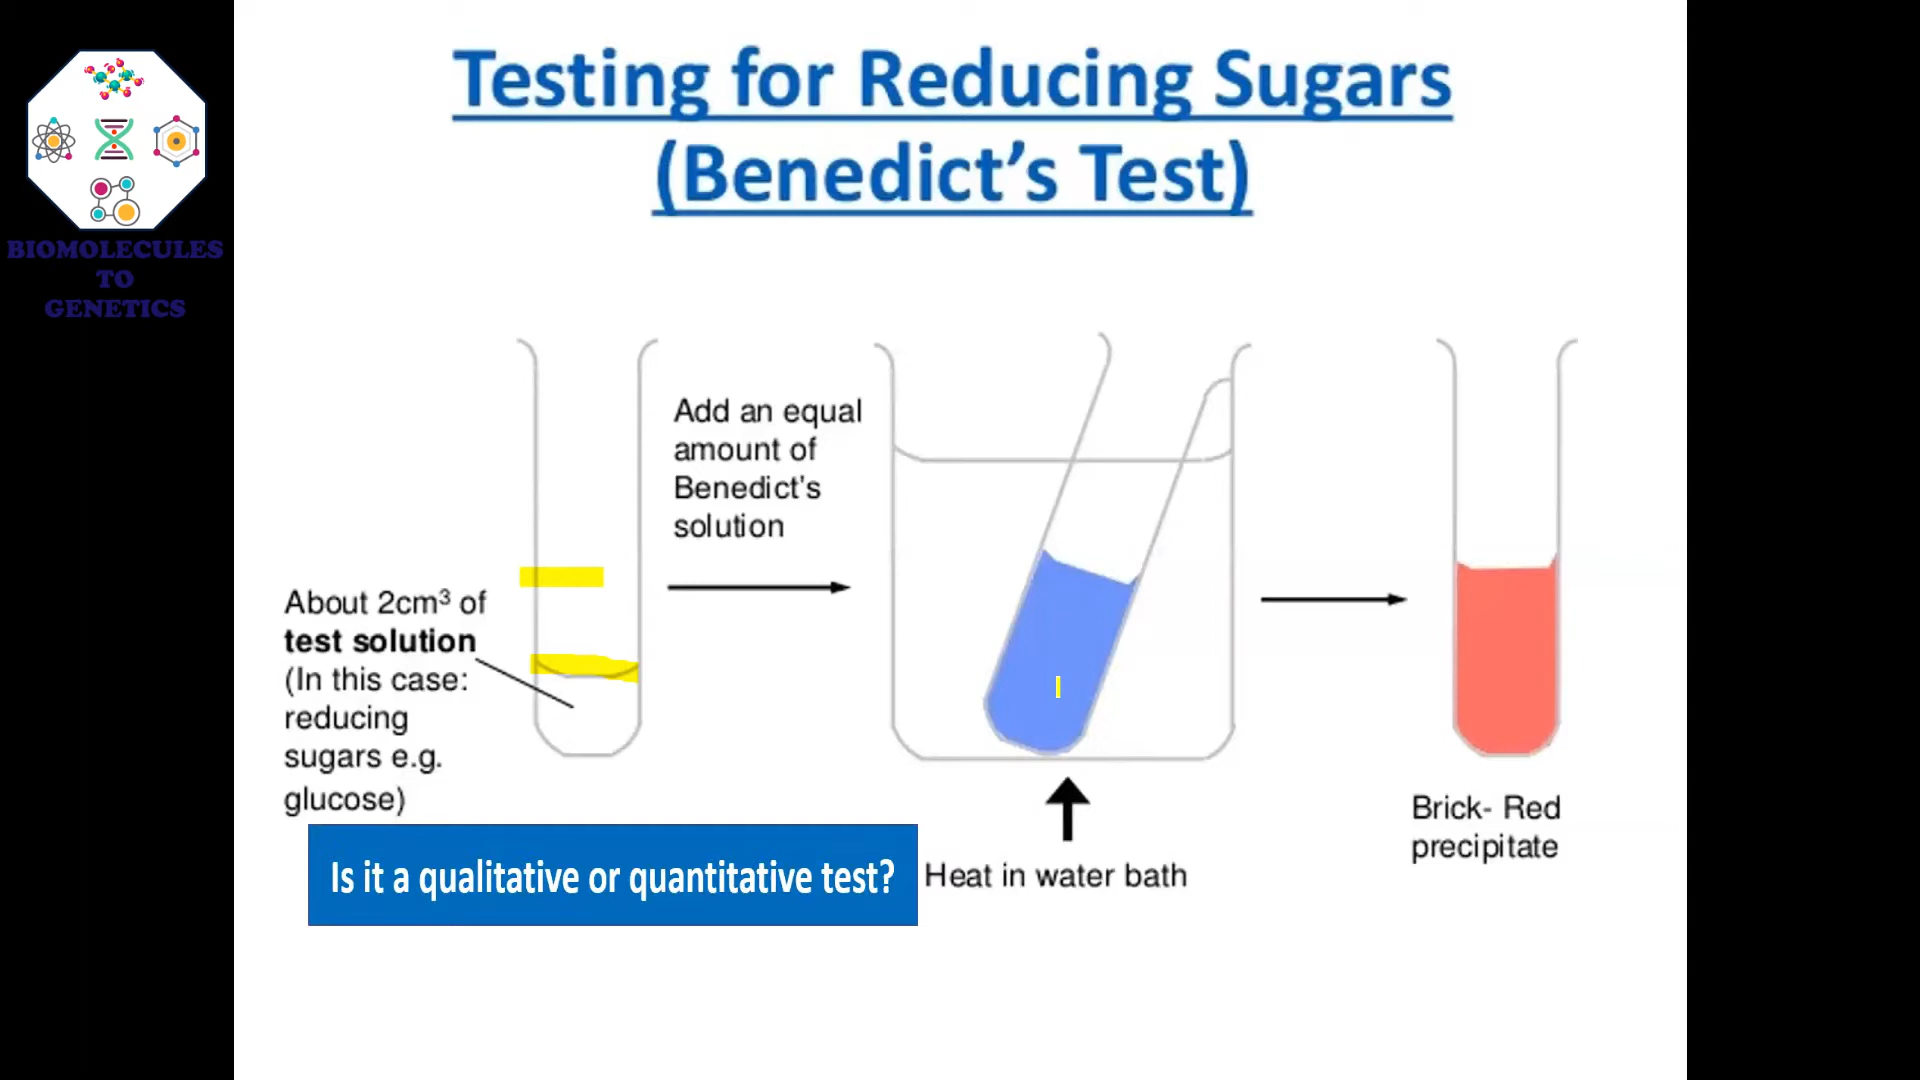 BIOMOLECULES
TO
GENETICS
Testing for Reducing Sugars
(Benedict's Test)
Add an equal
amount of
Benedict's
solution
About 2cm³ of
test solution
(In this case:
reducing
sugars e.g.
glucose)
Is it a qualitative or quantitative test?
Heat in water bath
Brick- Red
precipitate